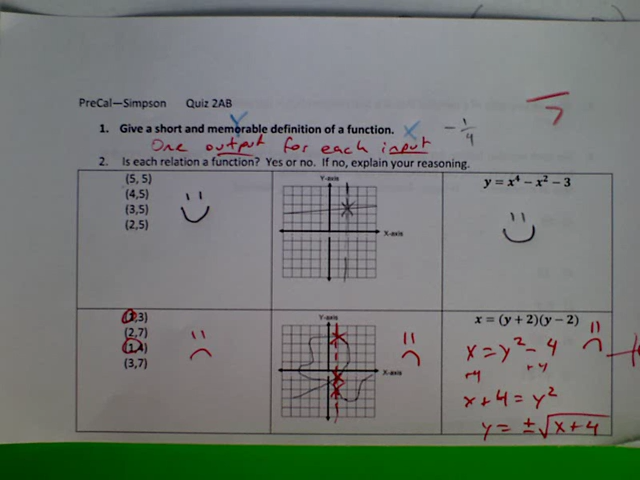 PreCal—Simpson Quiz 2AB
7
1. Give a short and memorable definition of a function.
Y X - 1/4
One output for each input
2. Is each relation a function? Yes or no. If no, explain your reasoning.
(5, 5)
(4,5)
(3,5)
(2,5)
Y-axis
X-axis
y = x⁴ − x² − 3
(1,3)
(2,7)
(1,4)
(3,7)
Y-axis
X-axis
x = (y + 2)(y − 2)
x = y² - 4
+4 +4
x + 4 = y²
y = ± √x + 4